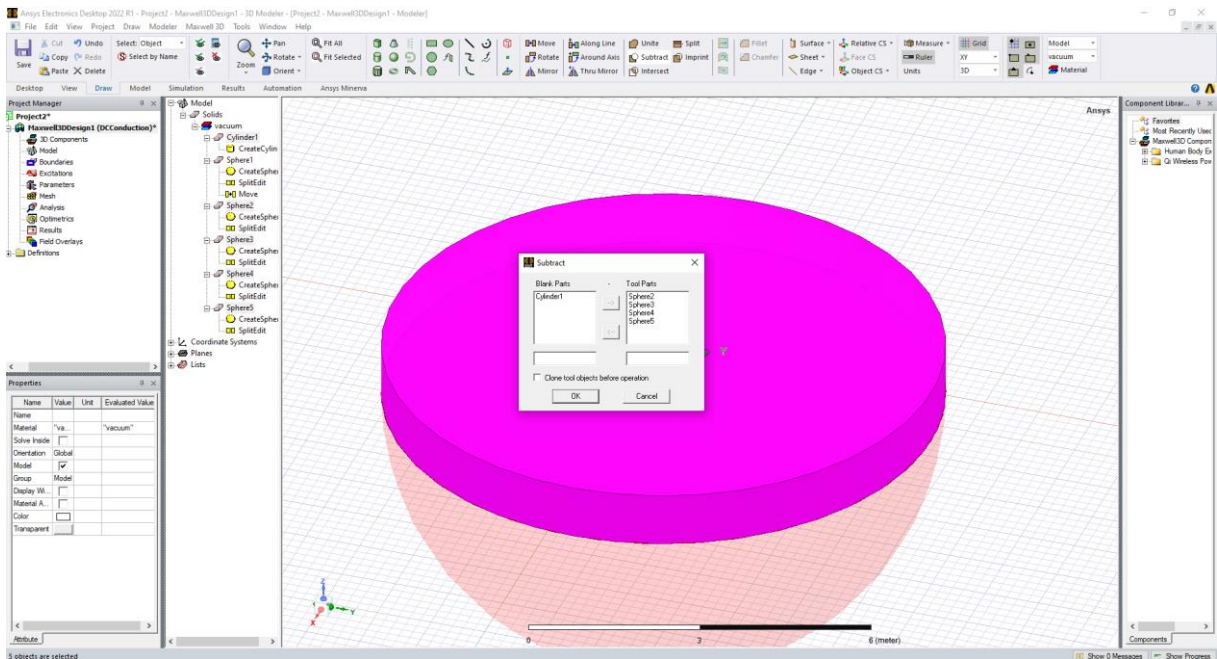 Ansys Electronics Desktop 2022 R1 - Project2 - Maxwell3DDesign1 - 3D Modeler - [Project2 - Maxwell3DDesign1 - Modeler]
File Edit View Project Draw Modeler Maxwell 3D Tools Window Help
Save
Cut Undo
Copy Redo
Paste Delete
Select: Object
Select by Name
Zoom
Pan
Rotate
Orient
Fit All
Fit Selected
Move Along Line Unite Split Fillet Surface Relative CS Measure Grid Model
Rotate Around Axis Subtract Imprint Chamfer Sheet Face CS Ruler XY vacuum
Mirror Thru Mirror Intersect Edge Object CS Units 3D Material
Desktop View Draw Model Simulation Results Automation Ansys Minerva
Project Manager
Project2*
Maxwell3DDesign1 (DCConduction)*
3D Components
Model
Boundaries
Excitations
Parameters
Mesh
Analysis
Optimetrics
Results
Field Overlays
Definitions
Properties
Name Value Unit Evaluated Value
Name
Material "va... "vacuum"
Solve Inside
Orientation Global
Model
Group Model
Display Wi...
Material A...
Color
Transparent
Attribute
Model
Solids
vacuum
Cylinder1
CreateCylin
Sphere1
CreateSpher
SplitEdit
Move
Sphere2
CreateSpher
SplitEdit
Sphere3
CreateSpher
SplitEdit
Sphere4
CreateSpher
SplitEdit
Sphere5
CreateSpher
SplitEdit
Coordinate Systems
Planes
Lists
Ansys
Subtract
Blank Parts - Tool Parts
Cylinder1
Sphere2
Sphere3
Sphere4
Sphere5
Clone tool objects before operation
OK Cancel
Y
Z
Y
X
0 3 6 (meter)
Component Librar...
Favorites
Most Recently Used
Maxwell3D Compon
Human Body Ex
Qi Wireless Pow
Components
5 objects are selected
Show 0 Messages Show Progress